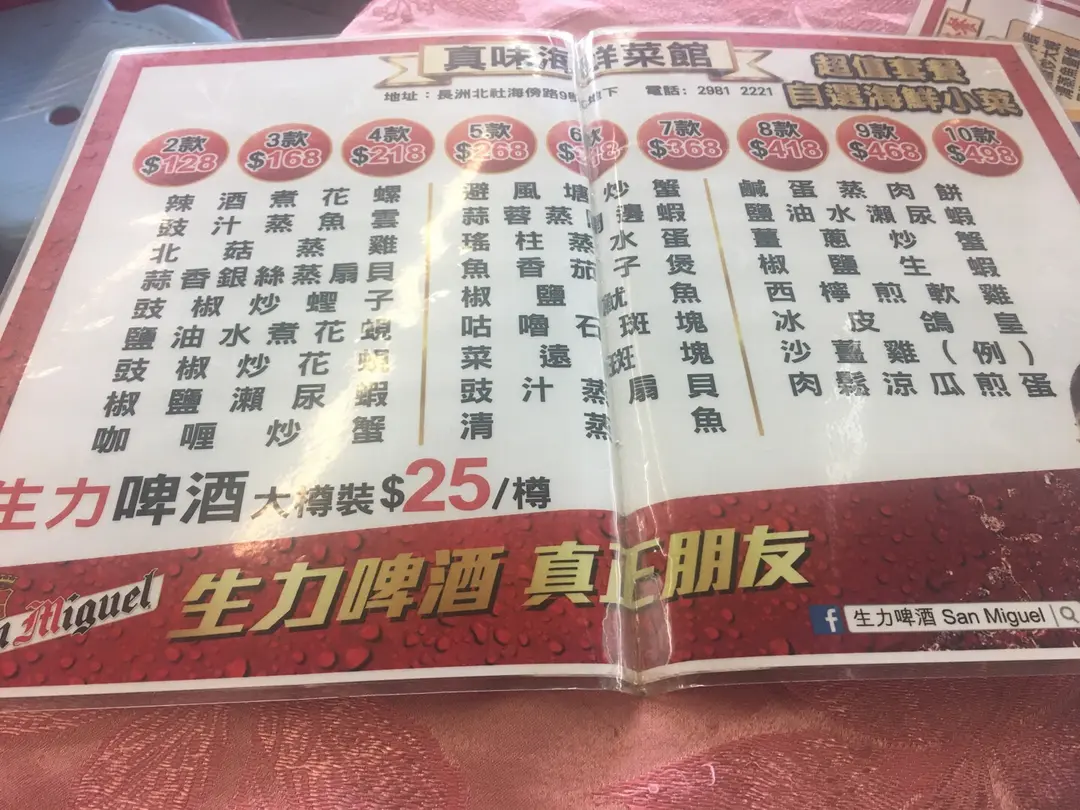 真味海鮮菜館
地址：長洲北社海傍路9 地下 電話：2981 2221
超值套餐
自選海鮮小菜
2款 $128
3款 $168
4款 $218
5款 $268
6款
7款 $368
8款 $418
9款 $468
10款 $498
辣酒煮花螺
豉汁蒸魚雲
北菇蒸雞
蒜香銀絲蒸扇貝
豉椒炒蟶子
鹽油水煮花蜆
豉椒炒花蜆
椒鹽瀨尿蝦
咖喱炒蟹
避風塘炒蟹
蒜蓉蒸開邊蝦
瑤柱蒸水蛋
魚香茄子煲
椒鹽魷魚
咕嚕石斑塊
菜遠斑塊
豉汁蒸扇貝
清蒸魚
鹹蛋蒸肉餅
鹽油水瀨尿蝦
薑蔥炒蟹
椒鹽生蝦
西檸煎軟雞
冰皮鴿皇
沙薑雞（例）
肉鬆涼瓜煎蛋
生力啤酒 大樽裝 $25/樽
Miguel
生力啤酒 真正朋友
f 生力啤酒 San Miguel